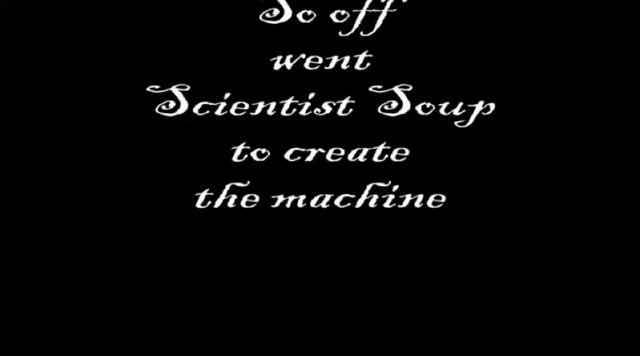 So off
went
Scientist Soup
to create
the machine